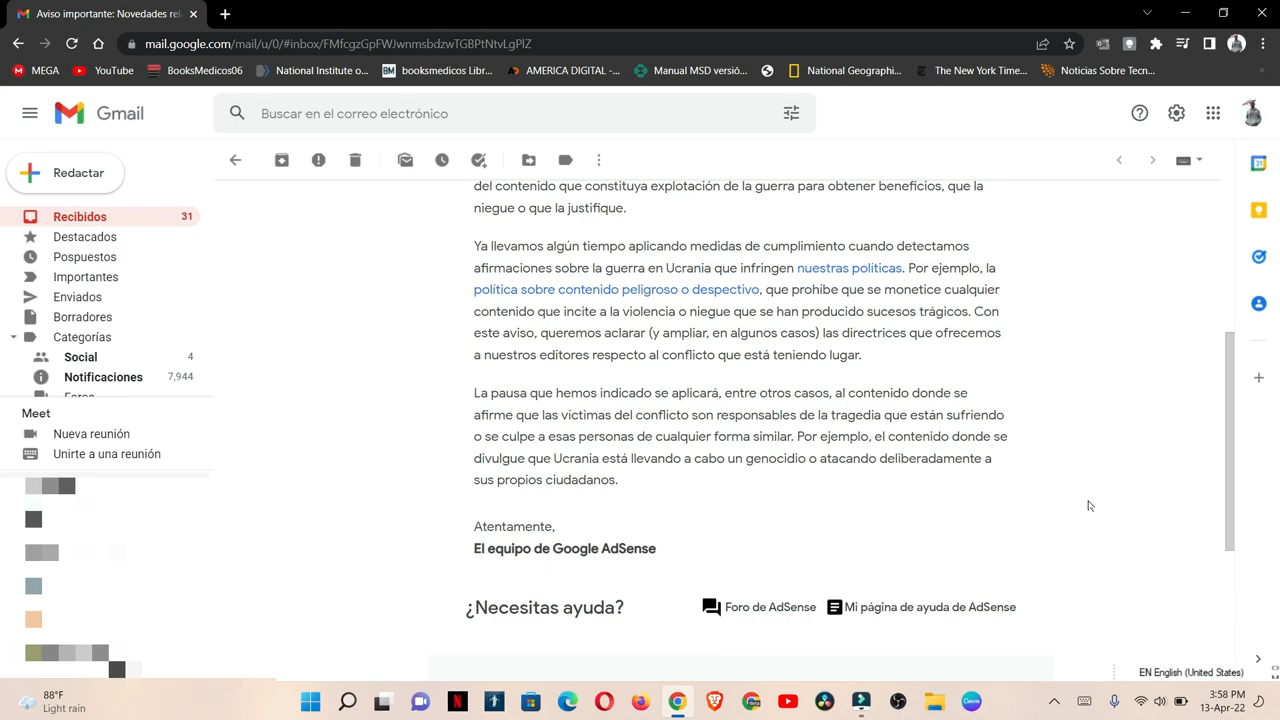 Aviso importante: Novedades rel
mail.google.com/mail/u/0/#inbox/FMfcgzGpFWJwnmsbdzwTGBPtNtvLgPlZ
MEGA
YouTube
BooksMedicos06
National Institute o...
booksmedicos Libr...
AMERICA DIGITAL -...
Manual MSD versió...
National Geographi...
The New York Time...
Noticias Sobre Tecn...
Gmail
Buscar en el correo electrónico
Redactar
Recibidos 31
Destacados
Pospuestos
Importantes
Enviados
Borradores
Categorías
Social 4
Notificaciones 7,944
Foros
Meet
Nueva reunión
Unirte a una reunión
del contenido que constituya explotación de la guerra para obtener beneficios, que la
niegue o que la justifique.
Ya llevamos algún tiempo aplicando medidas de cumplimiento cuando detectamos
afirmaciones sobre la guerra en Ucrania que infringen nuestras políticas. Por ejemplo, la
política sobre contenido peligroso o despectivo, que prohíbe que se monetice cualquier
contenido que incite a la violencia o niegue que se han producido sucesos trágicos. Con
este aviso, queremos aclarar (y ampliar, en algunos casos) las directrices que ofrecemos
a nuestros editores respecto al conflicto que está teniendo lugar.
La pausa que hemos indicado se aplicará, entre otros casos, al contenido donde se
afirme que las víctimas del conflicto son responsables de la tragedia que están sufriendo
o se culpe a esas personas de cualquier forma similar. Por ejemplo, el contenido donde se
divulgue que Ucrania está llevando a cabo un genocidio o atacando deliberadamente a
sus propios ciudadanos.
Atentamente,
El equipo de Google AdSense
¿Necesitas ayuda?
Foro de AdSense
Mi página de ayuda de AdSense
EN English (United States)
88°F
Light rain
3:58 PM
13-Apr-22